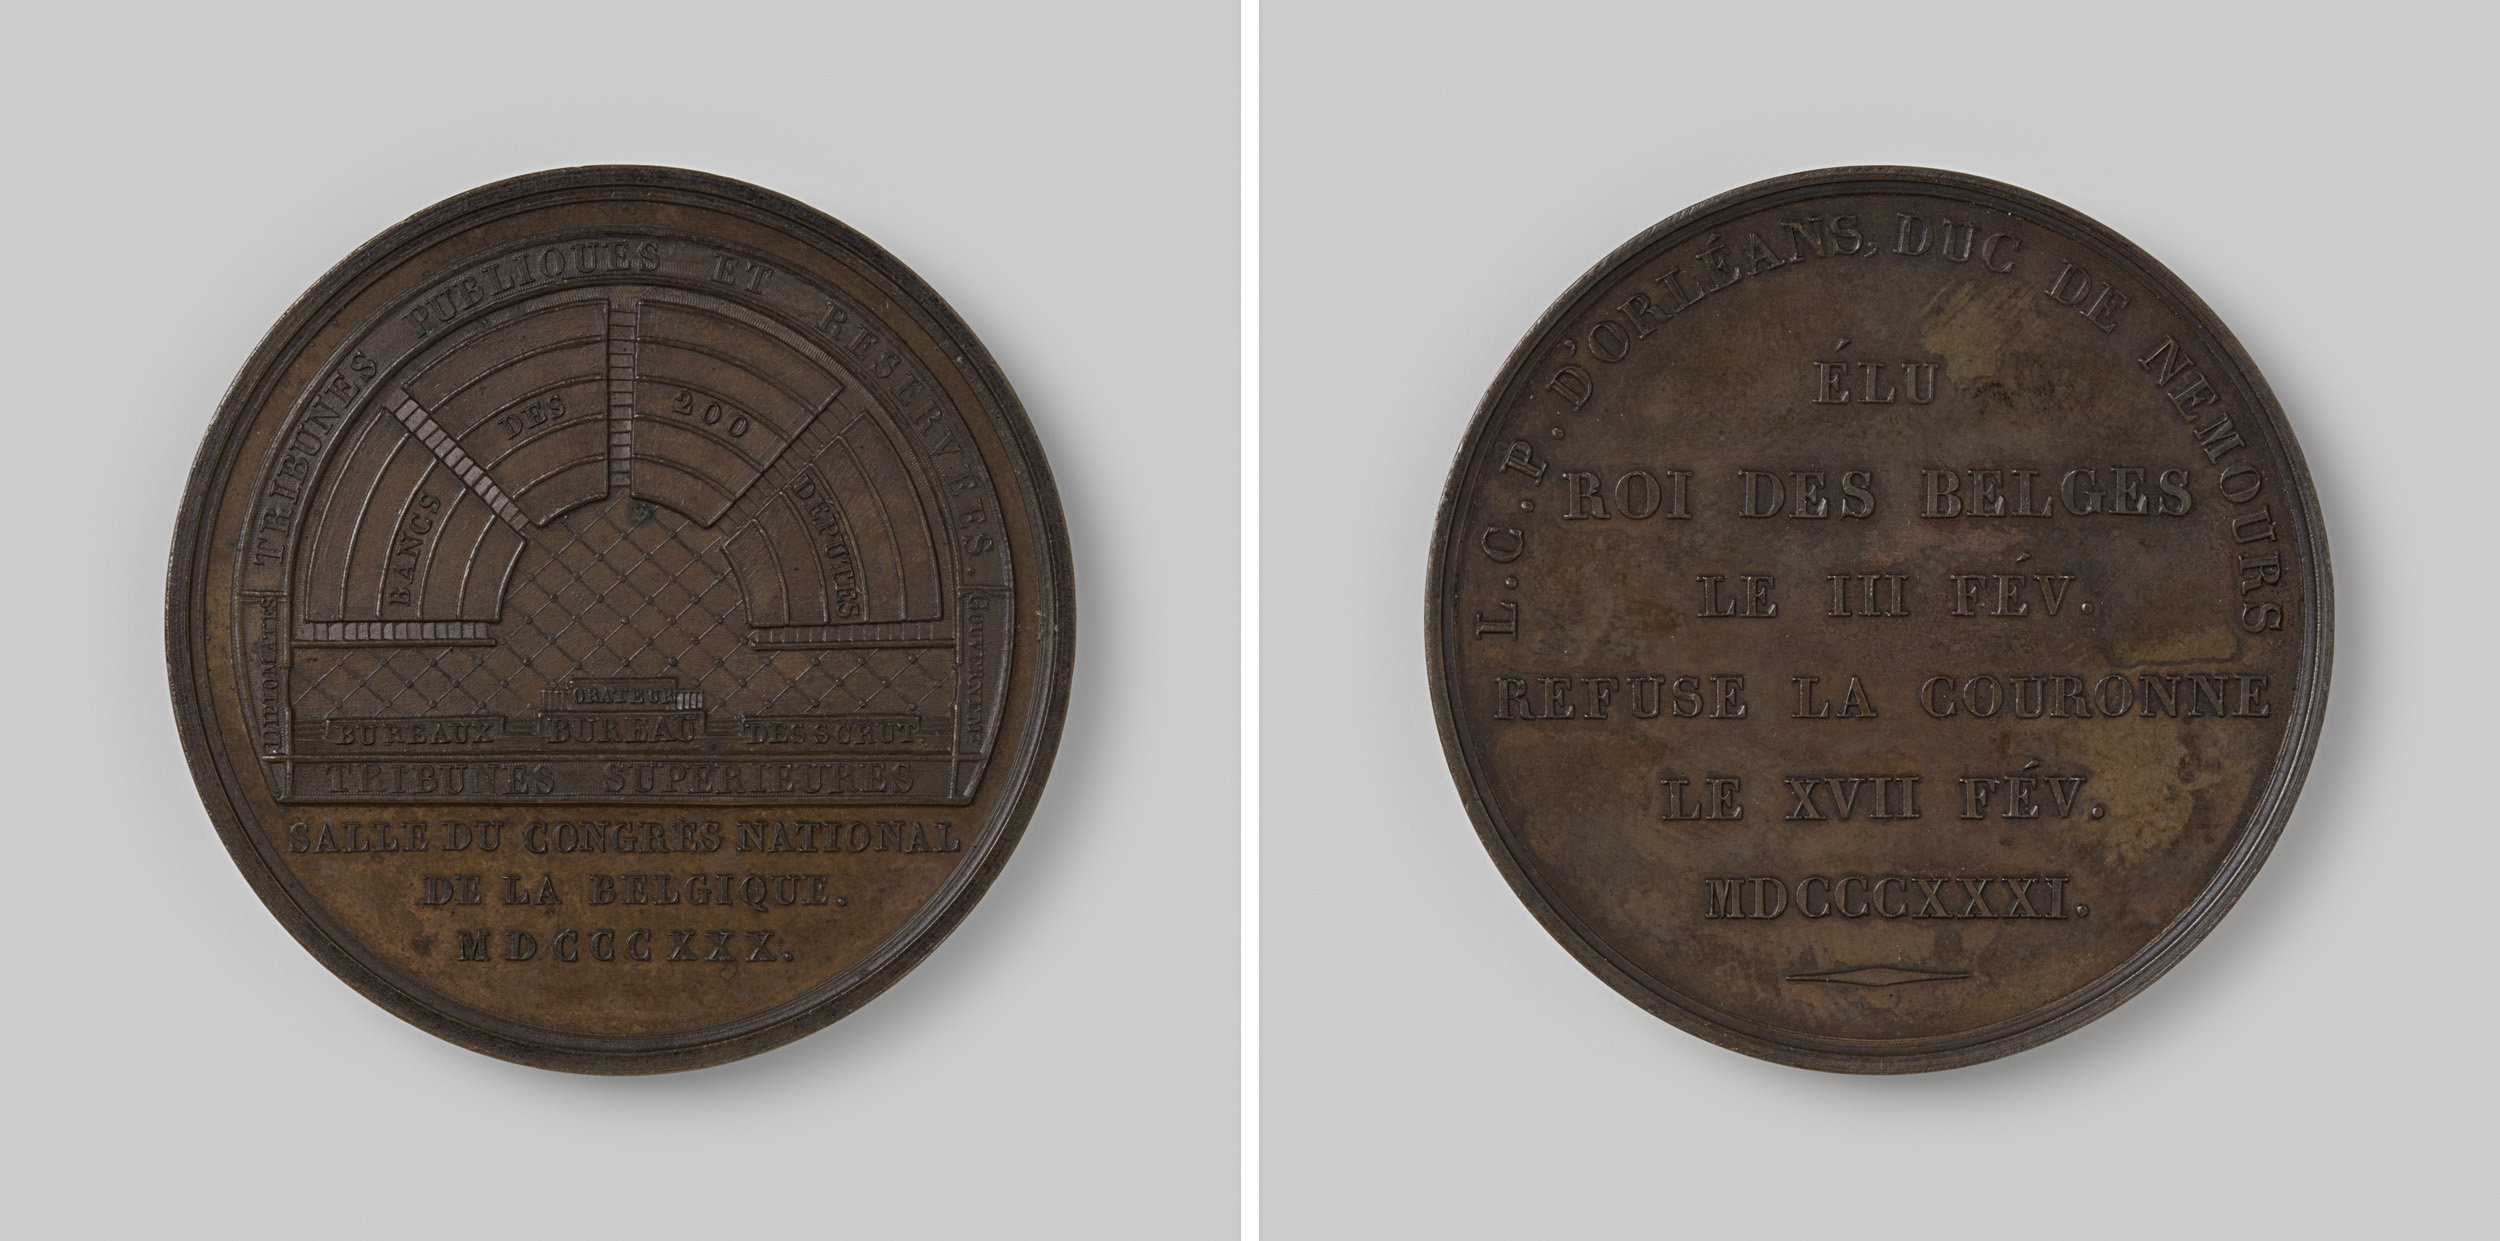 TRIBUNES PUBLIQUES ET RESERVEES.
BANCS DES 200 DÉPUTÉS
DIPLOMATES
ORATEUR
BUREAUX BUREAU DES SCRUT
TRIBUNES SUPERIEURES
SALLE DU CONGRES NATIONAL
DE LA BELGIQUE.
MDCCCXXX.
L.C.P. D'ORLÉANS, DUC DE NEMOURS
ÉLU
ROI DES BELGES
LE III FÉV.
REFUSE LA COURONNE
LE XVII FÉV.
MDCCCXXXI.